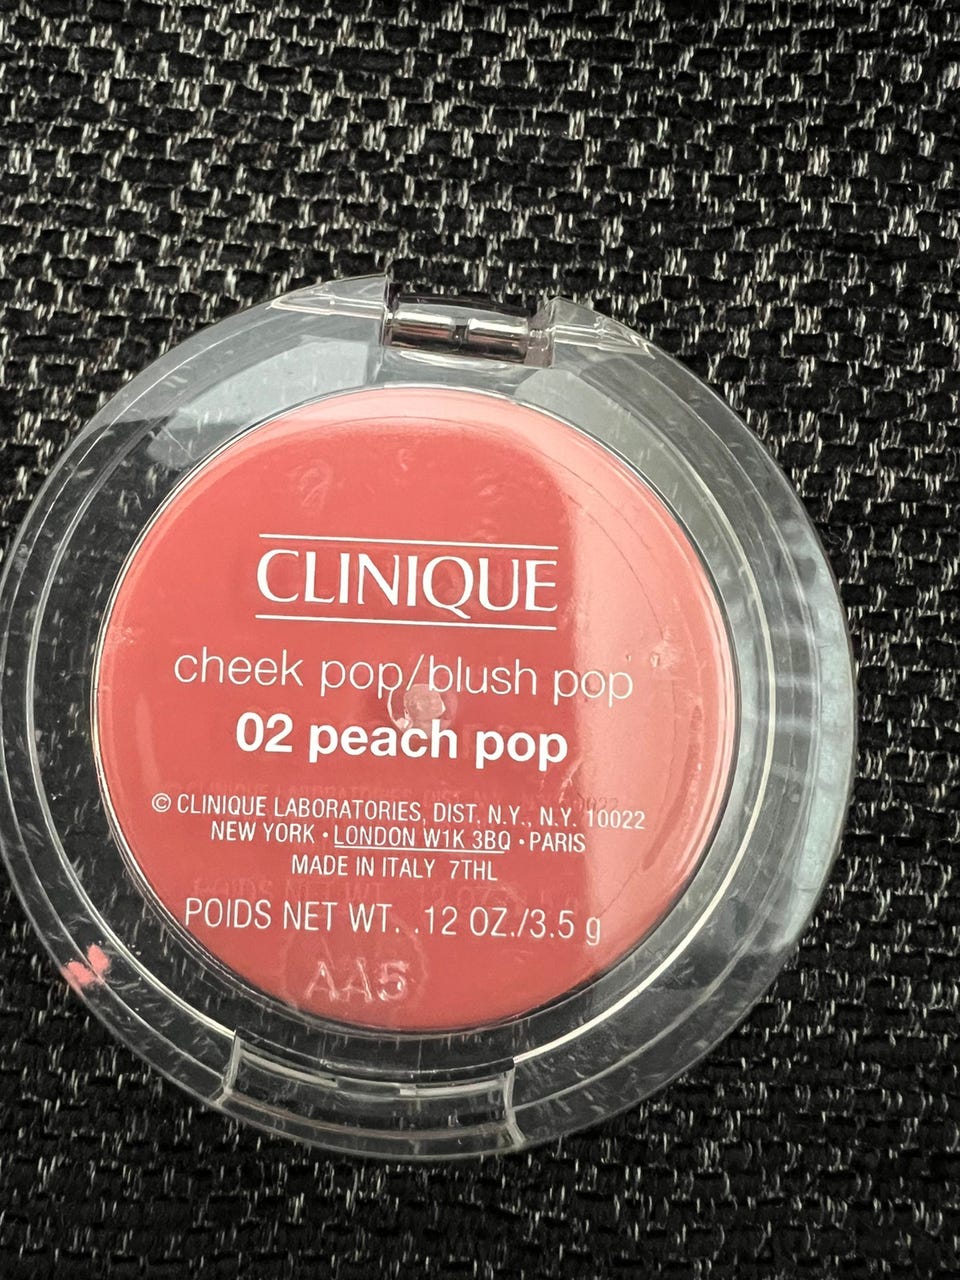 CLINIQUE
cheek pop/blush pop
02 peach pop
© CLINIQUE LABORATORIES, DIST. N.Y., N.Y. 10022
NEW YORK · LONDON W1K 3BQ · PARIS
MADE IN ITALY 7THL
POIDS NET WT. .12 OZ./3.5 g
AA5